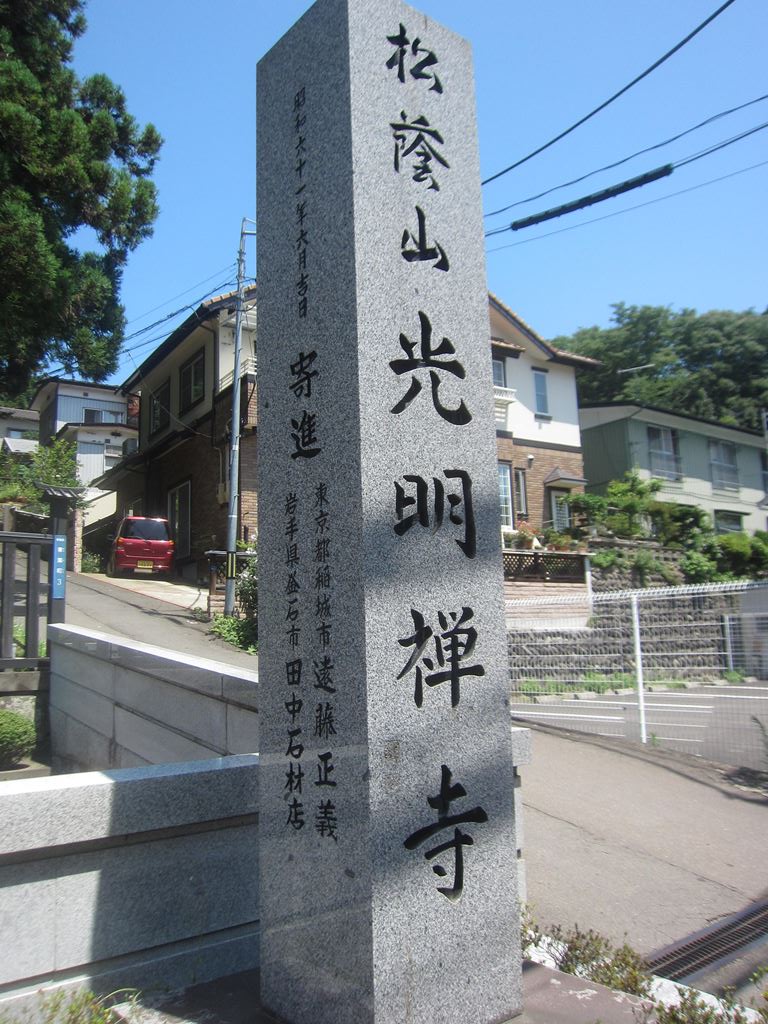 松蔭山光明禅寺
昭和六十一年六月吉日
寄進
東京都稲城市遠藤正義
岩手県釜石市田中石材店